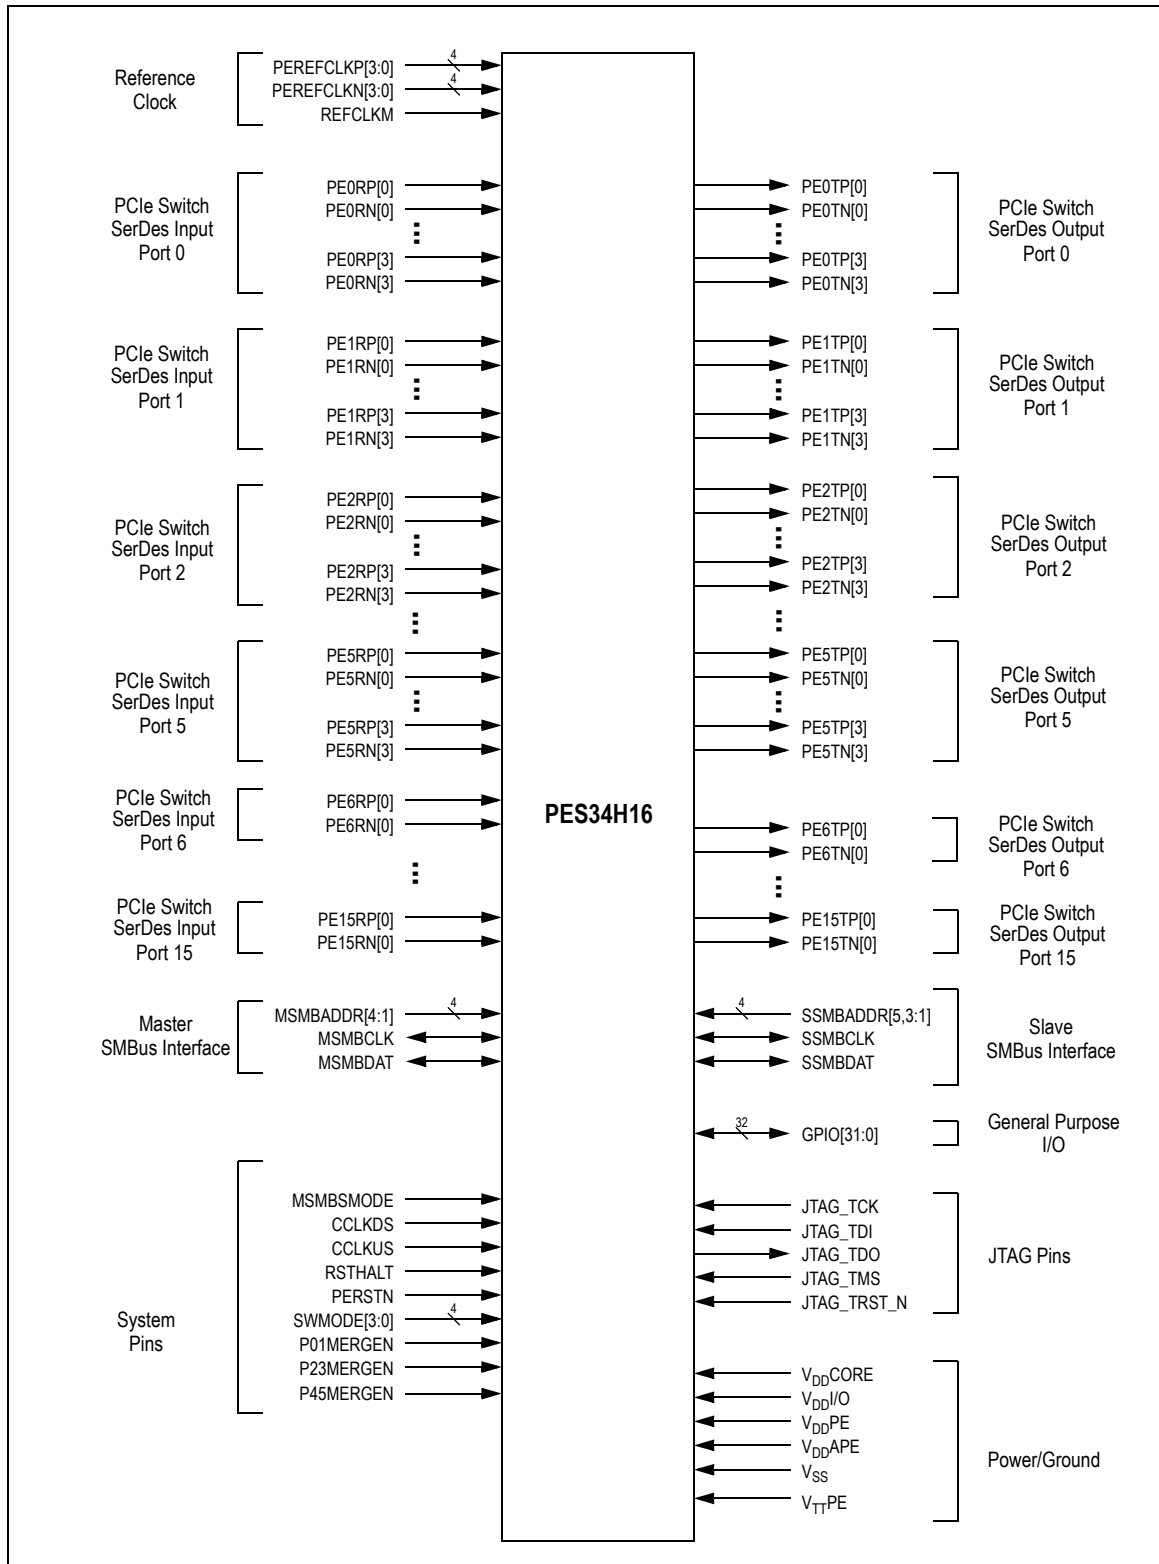 Reference
Clock
PEREFCLKP[3:0]
4
PEREFCLKN[3:0]
4
REFCLKM
PCIe Switch
SerDes Input
Port 0
PE0RP[0]
PE0RN[0]
PE0RP[3]
PE0RN[3]
PE0TP[0]
PE0TN[0]
PE0TP[3]
PE0TN[3]
PCIe Switch
SerDes Output
Port 0
PCIe Switch
SerDes Input
Port 1
PE1RP[0]
PE1RN[0]
PE1RP[3]
PE1RN[3]
PE1TP[0]
PE1TN[0]
PE1TP[3]
PE1TN[3]
PCIe Switch
SerDes Output
Port 1
PCIe Switch
SerDes Input
Port 2
PE2RP[0]
PE2RN[0]
PE2RP[3]
PE2RN[3]
PE2TP[0]
PE2TN[0]
PE2TP[3]
PE2TN[3]
PCIe Switch
SerDes Output
Port 2
PCIe Switch
SerDes Input
Port 5
PE5RP[0]
PE5RN[0]
PE5RP[3]
PE5RN[3]
PE5TP[0]
PE5TN[0]
PE5TP[3]
PE5TN[3]
PCIe Switch
SerDes Output
Port 5
PCIe Switch
SerDes Input
Port 6
PE6RP[0]
PE6RN[0]
PES34H16
PE6TP[0]
PE6TN[0]
PCIe Switch
SerDes Output
Port 6
PCIe Switch
SerDes Input
Port 15
PE15RP[0]
PE15RN[0]
PE15TP[0]
PE15TN[0]
PCIe Switch
SerDes Output
Port 15
Master
SMBus Interface
MSMBADDR[4:1]
4
MSMBCLK
MSMBDAT
4
SSMBADDR[5,3:1]
SSMBCLK
SSMBDAT
Slave
SMBus Interface
32
GPIO[31:0]
General Purpose
I/O
System
Pins
MSMBSMODE
CCLKDS
CCLKUS
RSTHALT
PERSTN
SWMODE[3:0]
4
P01MERGEN
P23MERGEN
P45MERGEN
JTAG_TCK
JTAG_TDI
JTAG_TDO
JTAG_TMS
JTAG_TRST_N
JTAG Pins
VDDCORE
VDDI/O
VDDPE
VDDAPE
VSS
VTTPE
Power/Ground